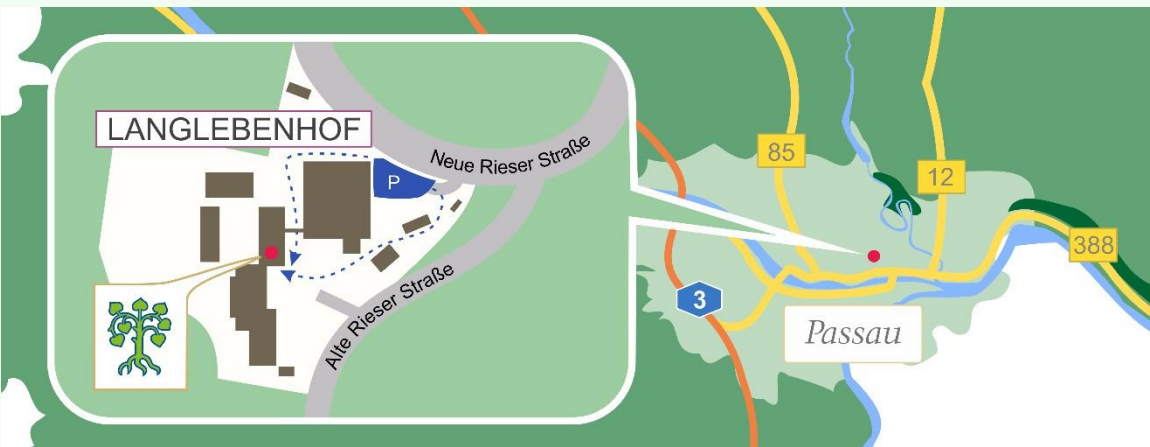 LANGLEBENHOF
Neue Rieser Straße
P
Alte Rieser Straße
85
12
388
3
Passau